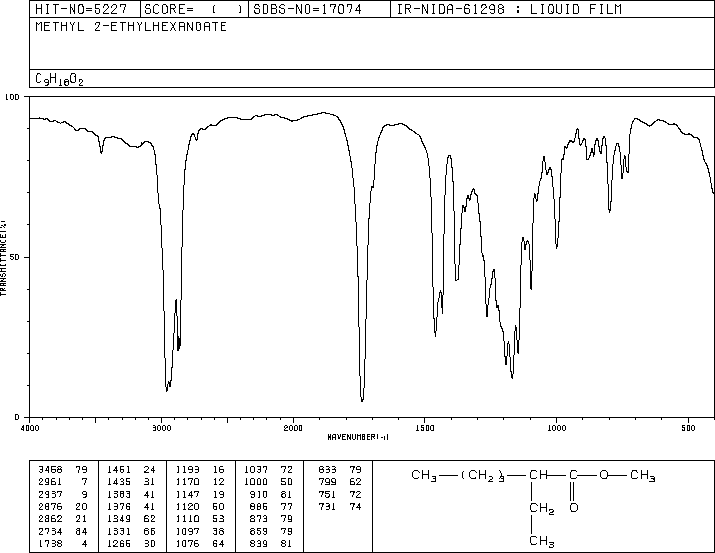 HIT-NO=5227 SCORE= ( ) SDBS-NO=17074 IR-NIDA-61298 : LIQUID FILM
METHYL 2-ETHYLHEXANOATE
C9H18O2
100
TRANSMITTANCE(%)
50
0
4000 3000 2000 1500 1000 500
WAVENUMBER(-1)
3468 79 1461 24 1193 16 1037 72 833 79
2961 7 1435 31 1170 12 1000 50 799 62
2937 9 1383 41 1147 19 910 81 751 72
2876 20 1376 41 1120 60 886 77 731 74
2862 21 1349 62 1110 53 873 79
2734 84 1331 66 1097 38 859 79
1738 4 1266 30 1076 64 839 81
CH3 (CH2)3 CH C O CH3
CH2 O
CH3